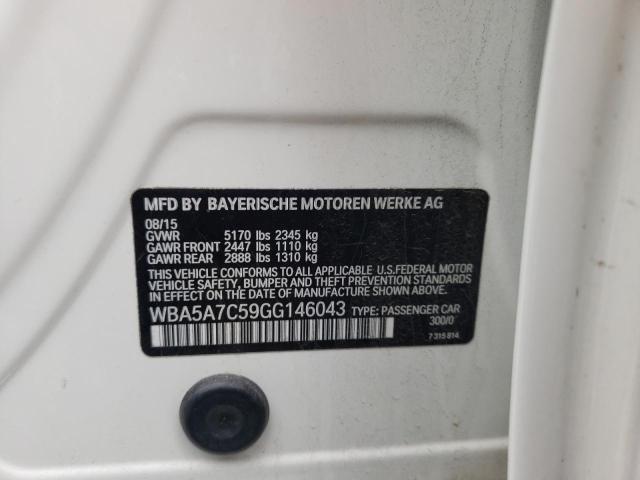 MFD BY BAYERISCHE MOTOREN WERKE AG
08/15
GVWR 5170 lbs 2345 kg
GAWR FRONT 2447 lbs 1110 kg
GAWR REAR 2888 lbs 1310 kg
THIS VEHICLE CONFORMS TO ALL APPLICABLE U.S.FEDERAL MOTOR
VEHICLE SAFETY, BUMPER AND THEFT PREVENTION STANDARDS
IN EFFECT ON THE DATE OF MANUFACTURE SHOWN ABOVE.
WBA5A7C59GG146043 TYPE: PASSENGER CAR
300/0
7 315 814